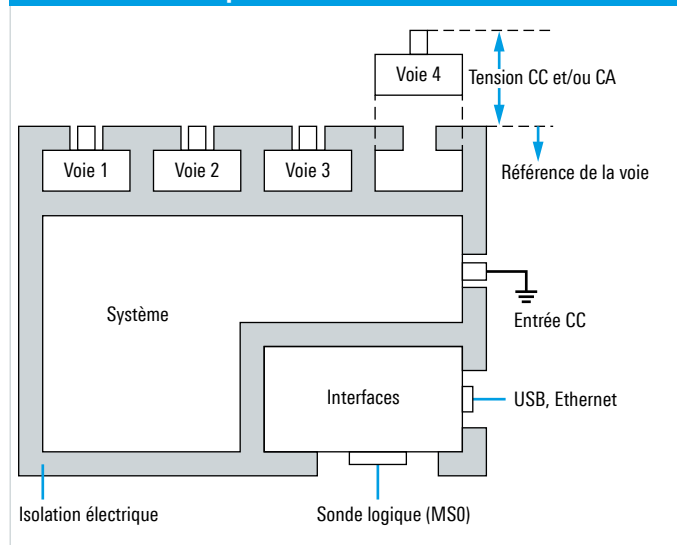 Voie 4
Tension CC et/ou CA
Voie 1
Voie 2
Voie 3
Référence de la voie
Système
Entrée CC
Interfaces
USB, Ethernet
Isolation électrique
Sonde logique (MSO)